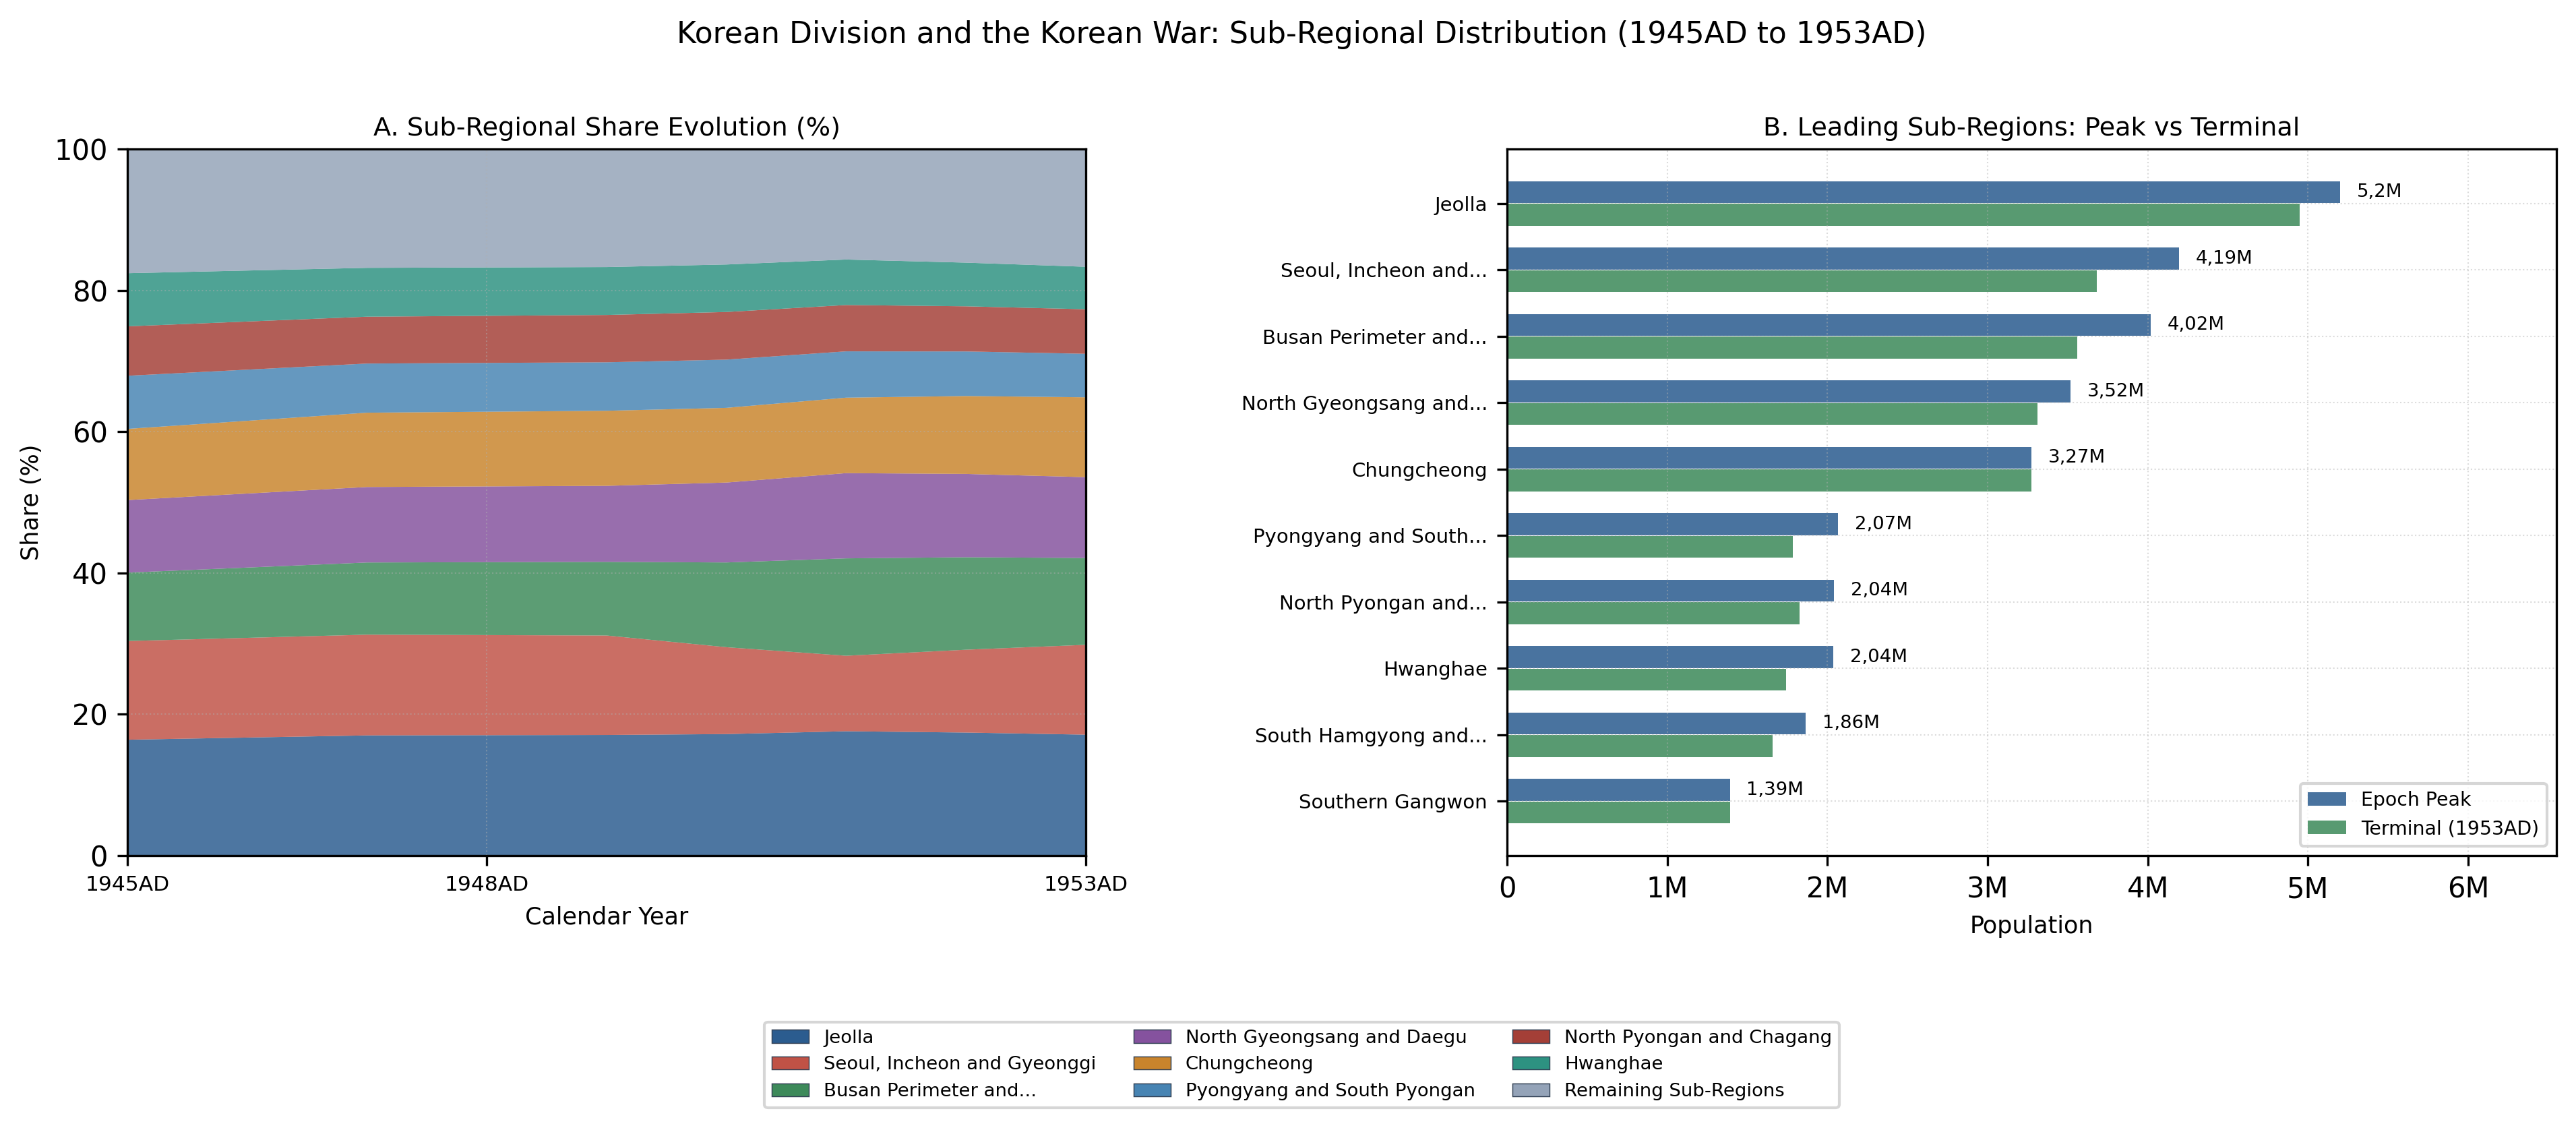 Korean Division and the Korean War: Sub-Regional Distribution (1945AD to 1953AD)
A. Sub-Regional Share Evolution (%)
100
80
60
40
20
0
Share (%)
1945AD
1948AD
1953AD
Calendar Year
B. Leading Sub-Regions: Peak vs Terminal
Jeolla
5,2M
Seoul, Incheon and...
4,19M
Busan Perimeter and...
4,02M
North Gyeongsang and...
3,52M
Chungcheong
3,27M
Pyongyang and South...
2,07M
North Pyongan and...
2,04M
Hwanghae
2,04M
South Hamgyong and...
1,86M
Southern Gangwon
1,39M
Epoch Peak
Terminal (1953AD)
0
1M
2M
3M
4M
5M
6M
Population
Jeolla
Seoul, Incheon and Gyeonggi
Busan Perimeter and...
North Gyeongsang and Daegu
Chungcheong
Pyongyang and South Pyongan
North Pyongan and Chagang
Hwanghae
Remaining Sub-Regions